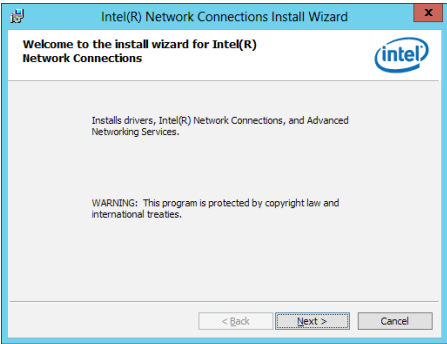 Intel(R) Network Connections Install Wizard
x
Welcome to the install wizard for Intel(R)
Network Connections
intel
Installs drivers, Intel(R) Network Connections, and Advanced
Networking Services.
WARNING: This program is protected by copyright law and
international treaties.
< Back
Next >
Cancel